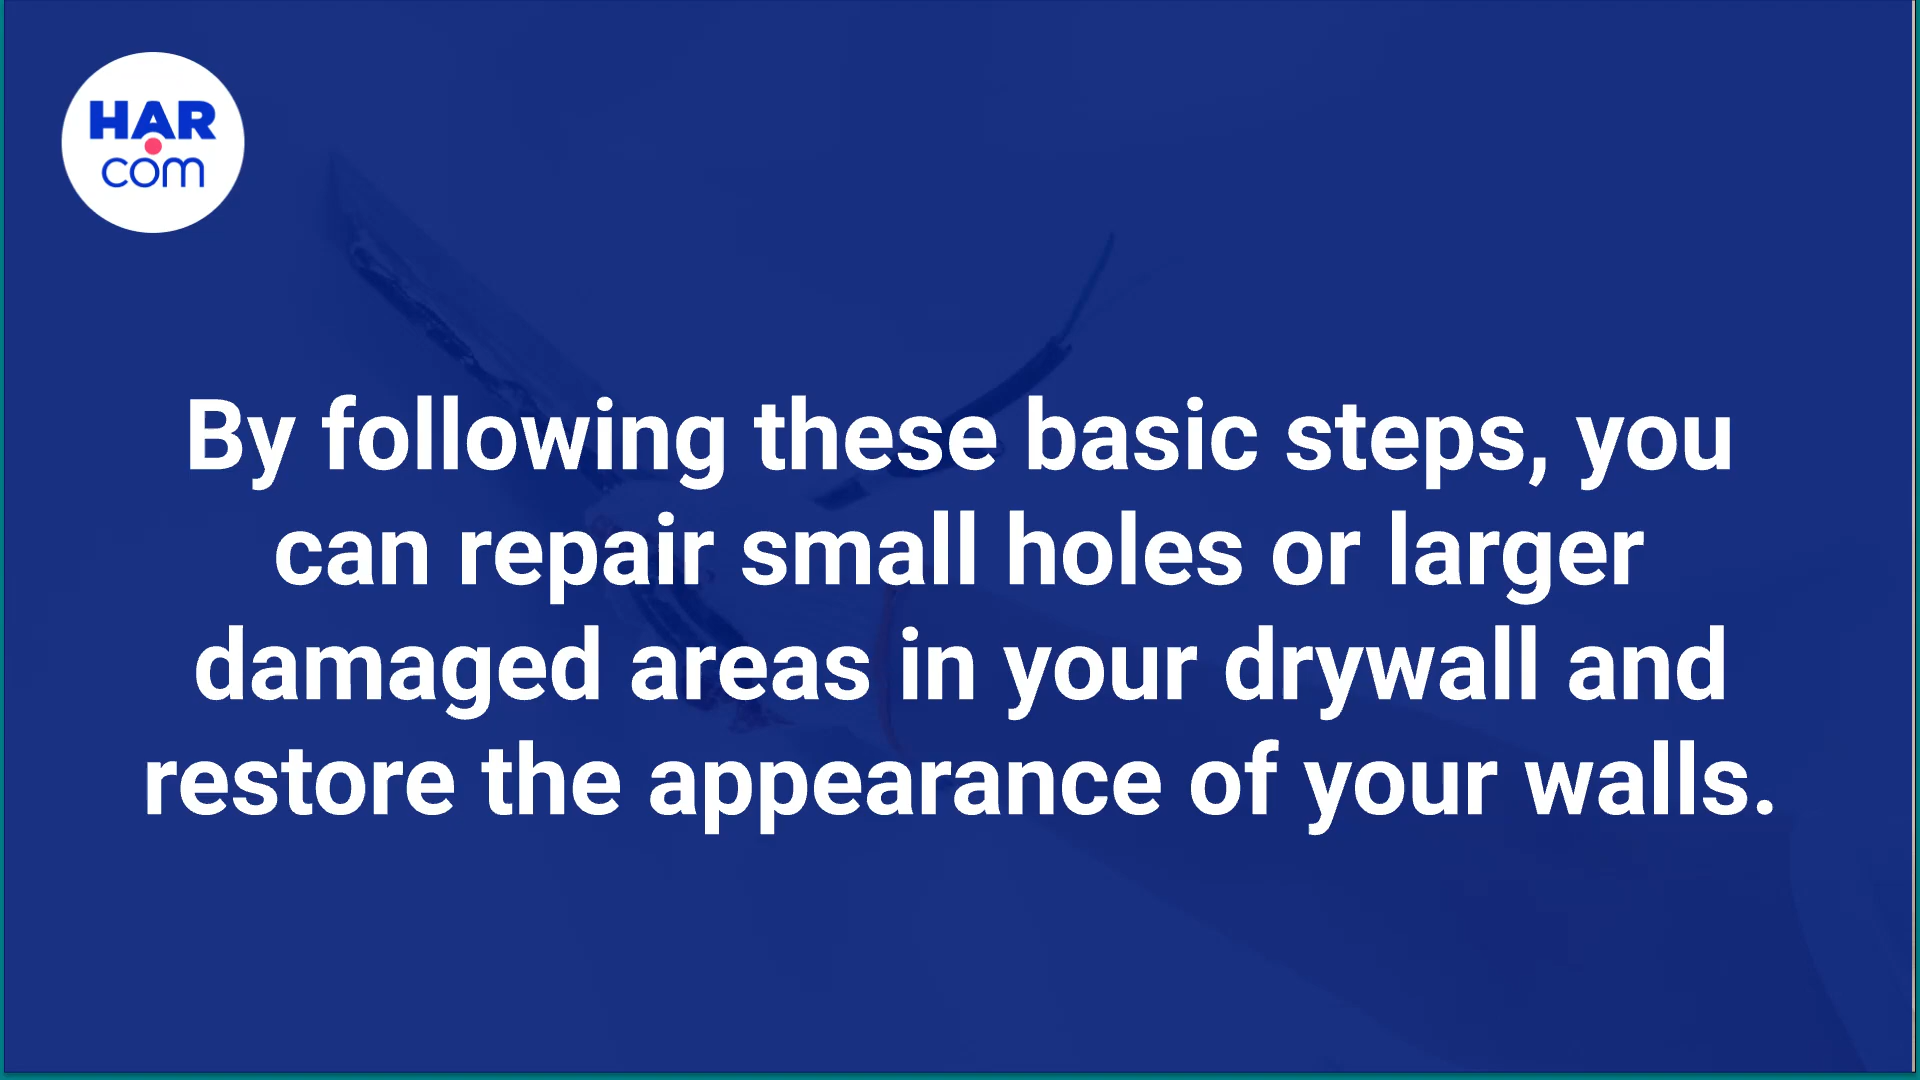 HAR
com
By following these basic steps, you
can repair small holes or larger
damaged areas in your drywall and
restore the appearance of your walls.